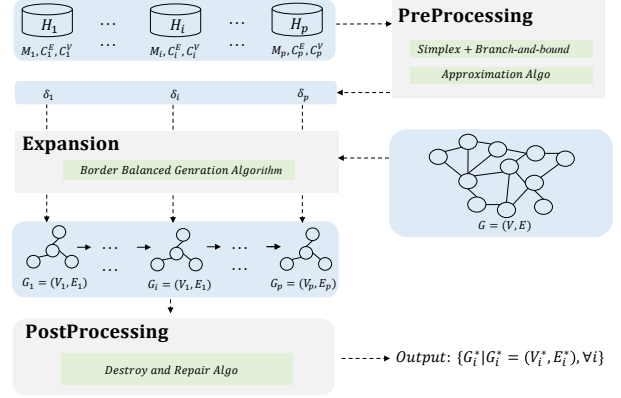 H_1 ... H_i ... H_p
M_1, C_1^E, C_1^V ... M_i, C_i^E, C_i^V ... M_p, C_p^E, C_p^V
PreProcessing
Simplex + Branch-and-bound
Approximation Algo
δ_1 δ_i δ_p
Expansion
Border Balanced Genration Algorithm
G = (V, E)
... ... ... ...
G_1 = (V_1, E_1) G_i = (V_1, E_1) G_p = (V_p, E_p)
PostProcessing
Destroy and Repair Algo
Output: {G_i^*|G_i^* = (V_i^*, E_i^*), ∀i}